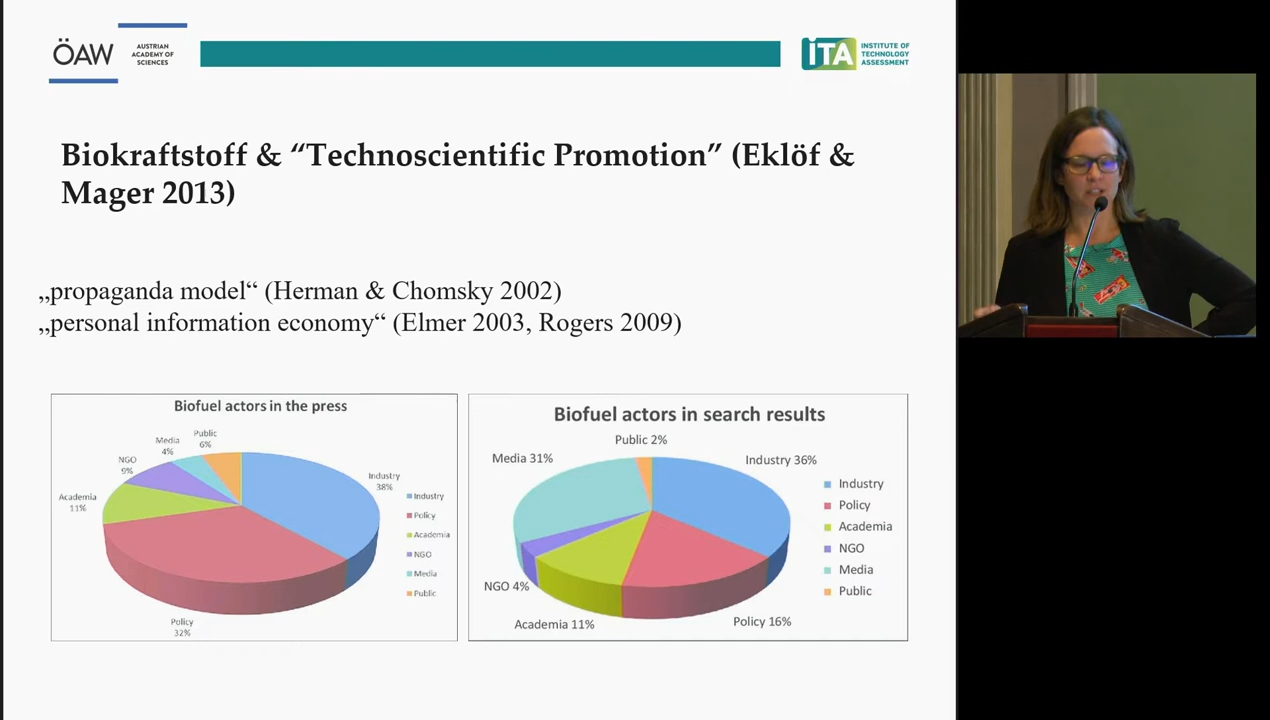 ÖAW
AUSTRIAN
ACADEMY OF
SCIENCES
iTA
INSTITUTE OF
TECHNOLOGY
ASSESSMENT
Biokraftstoff & “Technoscientific Promotion” (Eklöf &
Mager 2013)
„propaganda model“ (Herman & Chomsky 2002)
„personal information economy“ (Elmer 2003, Rogers 2009)
Biofuel actors in the press
Public
6%
Media
4%
NGO
9%
Academia
11%
Industry
38%
Policy
32%
Industry
Policy
Academia
NGO
Media
Public
Biofuel actors in search results
Public 2%
Media 31%
Industry 36%
NGO 4%
Academia 11%
Policy 16%
Industry
Policy
Academia
NGO
Media
Public